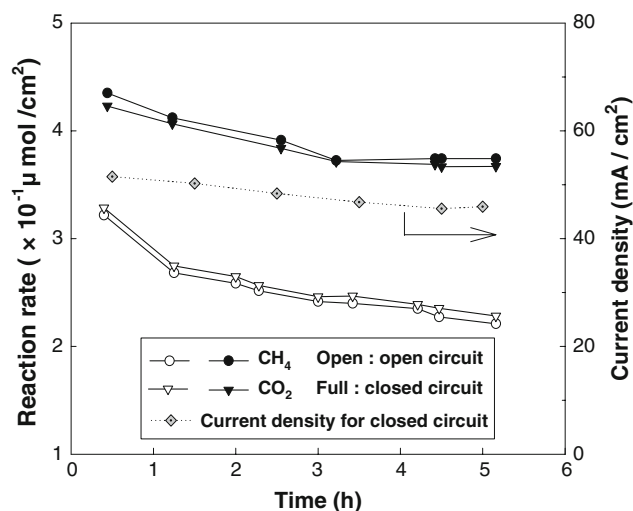 Reaction rate ( × 10⁻¹ μ mol /cm²)
5
4
3
2
1
80
60
40
20
0
Current density (mA / cm²)
CH₄ Open : open circuit
CO₂ Full : closed circuit
Current density for closed circuit
0 1 2 3 4 5 6
Time (h)